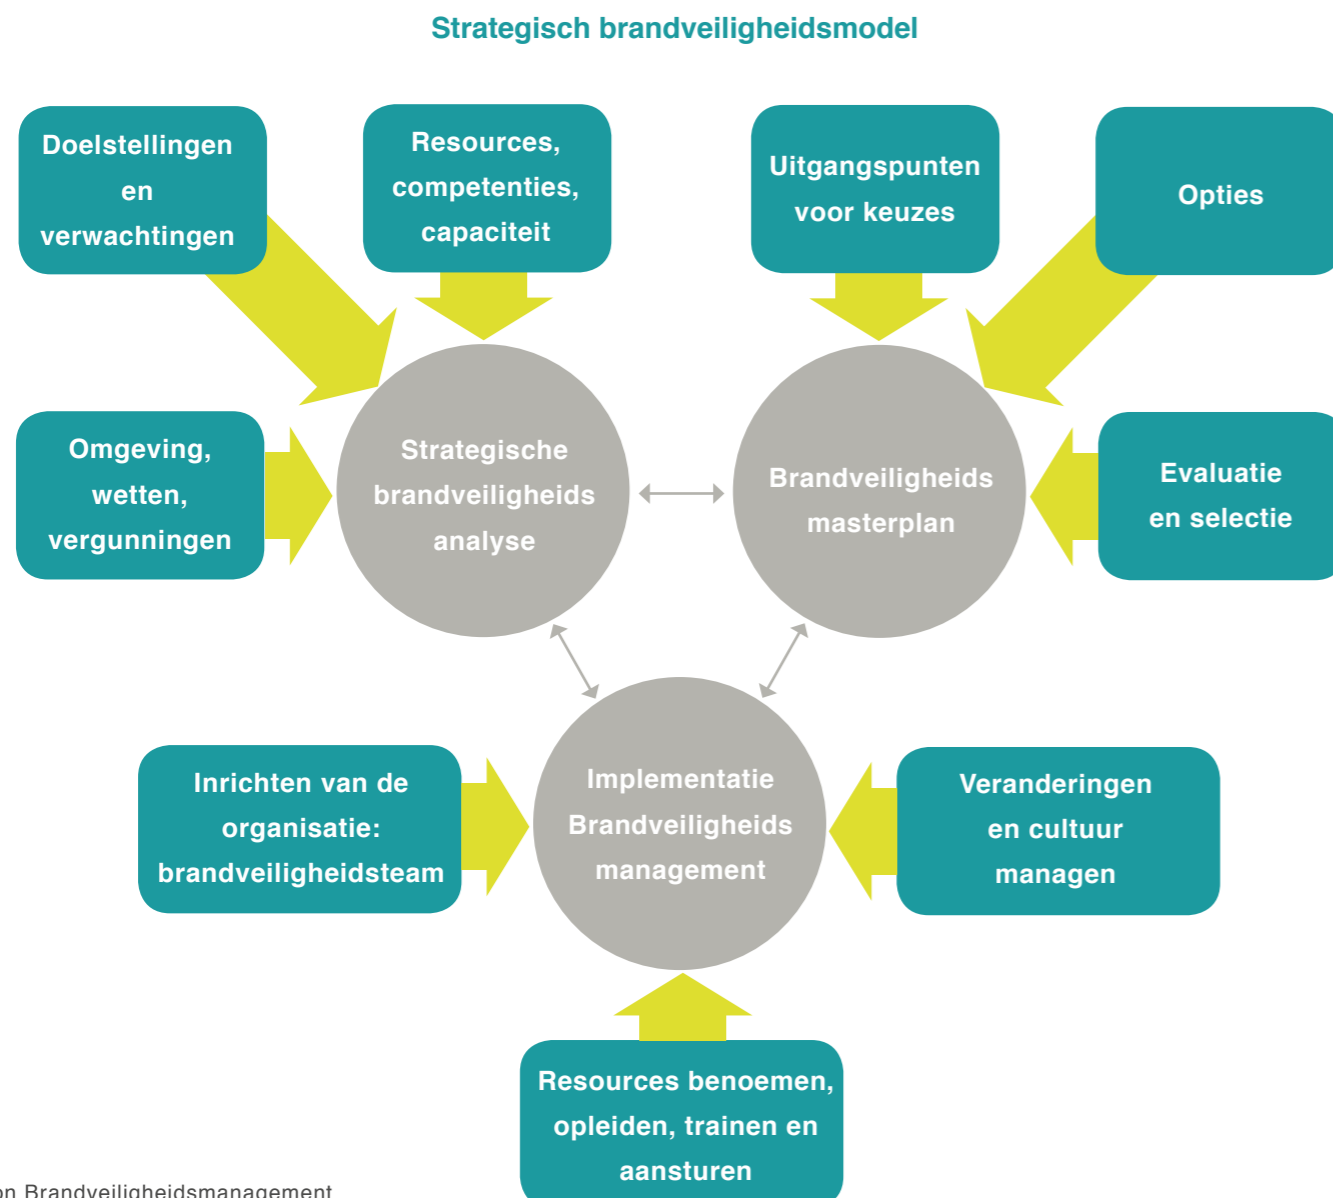 Strategisch brandveiligheidsmodel
Doelstellingen
en
verwachtingen
Resources,
competenties,
capaciteit
Uitgangspunten
voor keuzes
Opties
Omgeving,
wetten,
vergunningen
Strategische
brandveiligheids
analyse
Brandveiligheids
masterplan
Evaluatie
en selectie
Inrichten van de
organisatie:
brandveiligheidsteam
Implementatie
Brandveiligheids
management
Veranderingen
en cultuur
managen
Resources benoemen,
opleiden, trainen en
aansturen
Brandveiligheidsmanagement